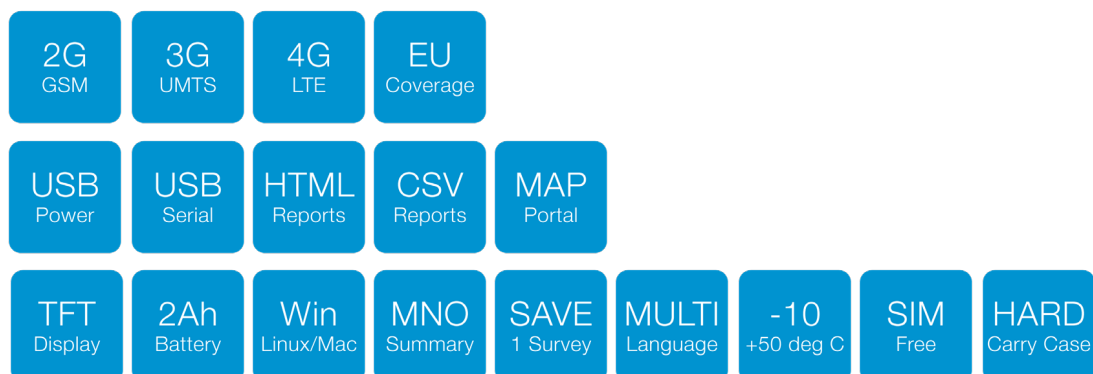 2G
GSM
3G
UMTS
4G
LTE
EU
Coverage
USB
Power
USB
Serial
HTML
Reports
CSV
Reports
MAP
Portal
TFT
Display
2Ah
Battery
Win
Linux/Mac
MNO
Summary
SAVE
1 Survey
MULTI
Language
-10
+50 deg C
SIM
Free
HARD
Carry Case